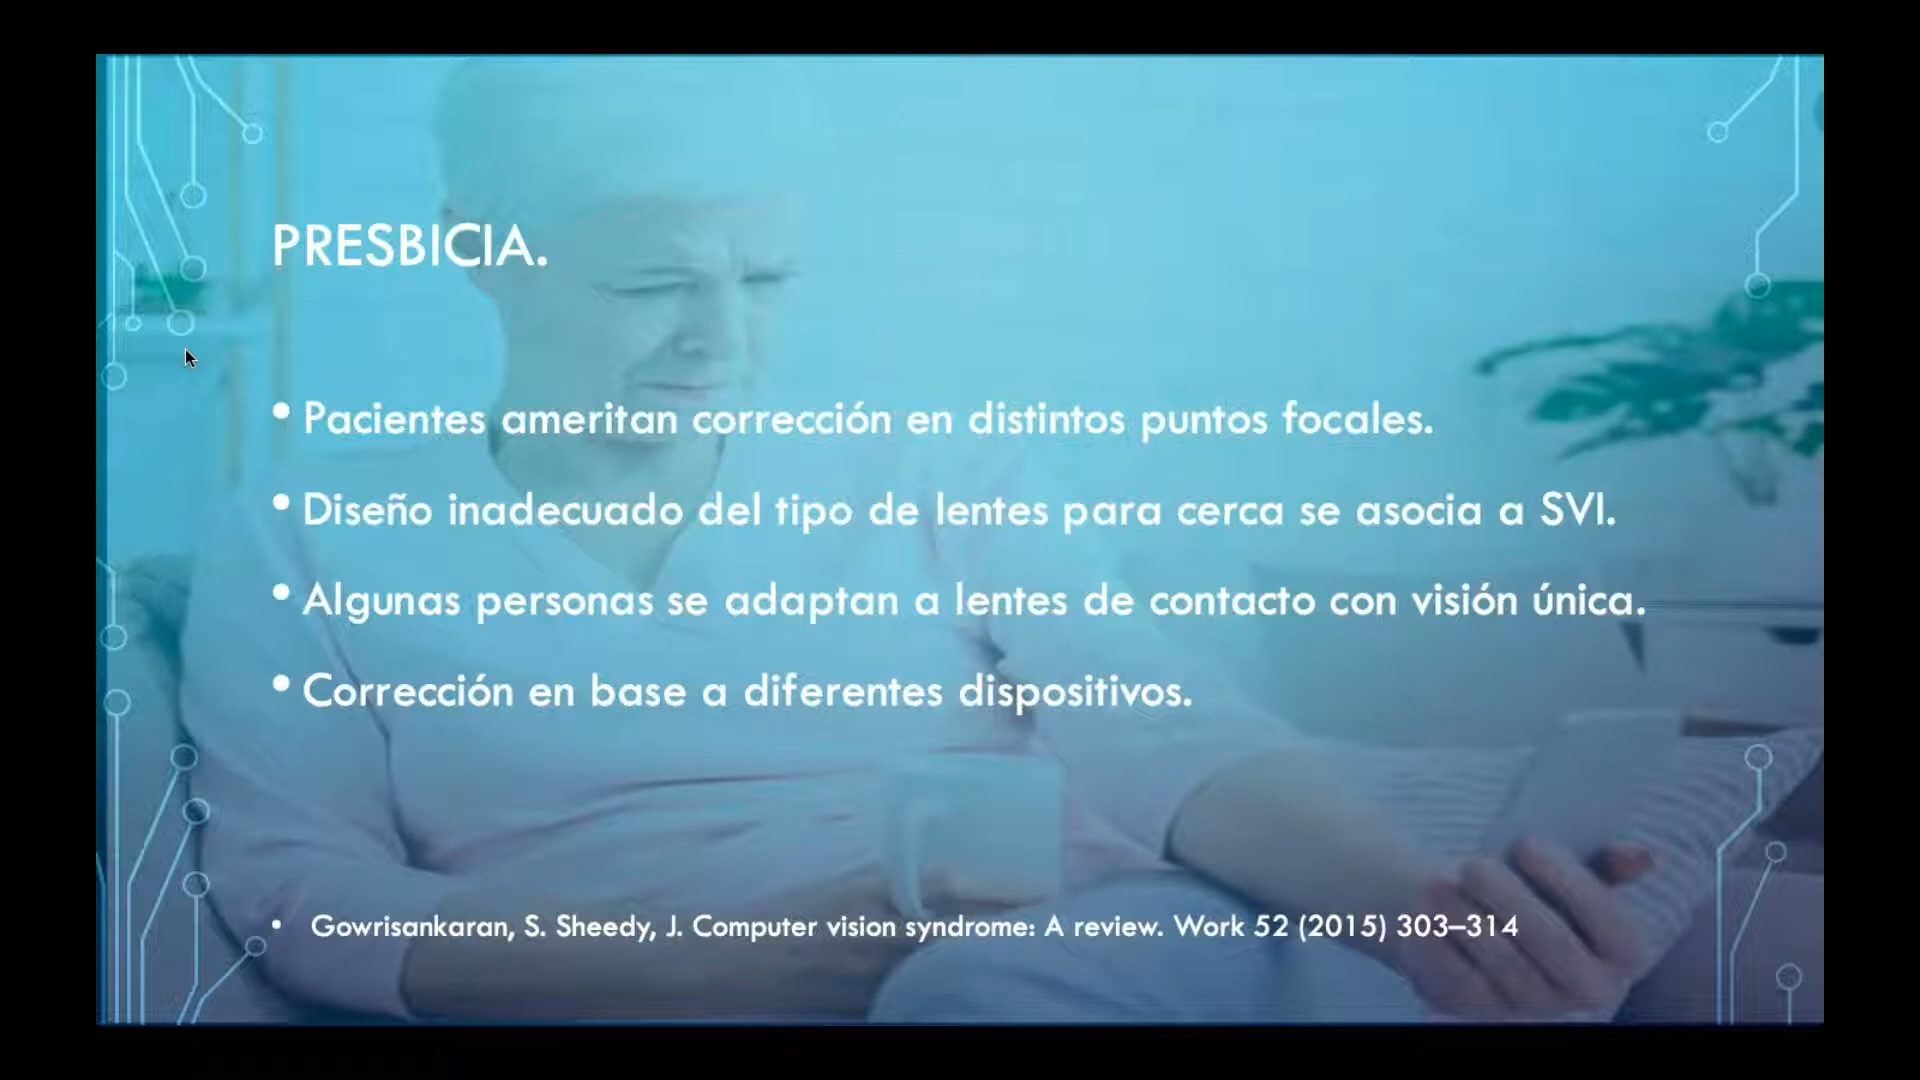 PRESBICIA.
• Pacientes ameritan corrección en distintos puntos focales.
• Diseño inadecuado del tipo de lentes para cerca se asocia a SVI.
• Algunas personas se adaptan a lentes de contacto con visión única.
• Corrección en base a diferentes dispositivos.
• Gowrisankaran, S. Sheedy, J. Computer vision syndrome: A review. Work 52 (2015) 303–314